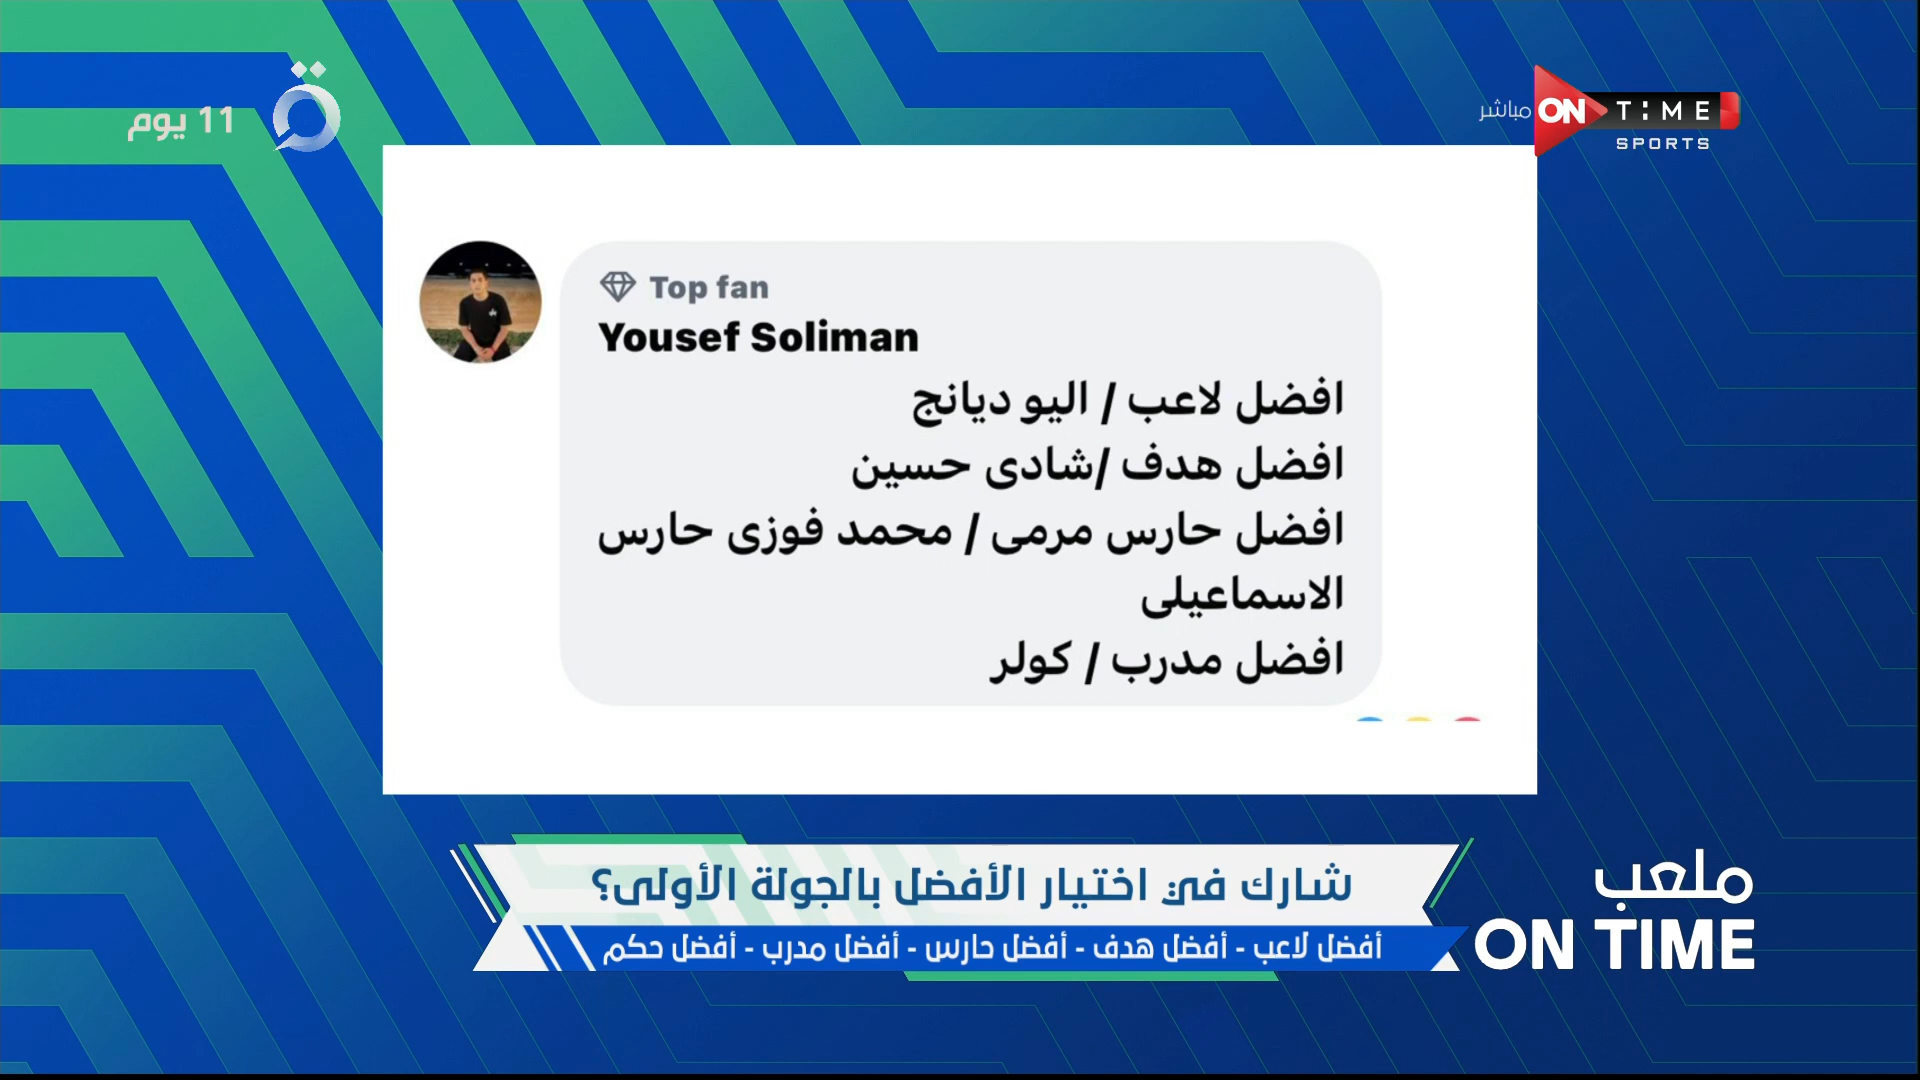 11 يوم
مباشر
ON TIME
SPORTS
Top fan
Yousef Soliman
افضل لاعب / اليو ديانج
افضل هدف /شادى حسين
افضل حارس مرمى / محمد فوزى حارس
الاسماعيلى
افضل مدرب / كولر
شارك في اختيار الأفضل بالجولة الأولى؟
أفضل لاعب - أفضل هدف - أفضل حارس - أفضل مدرب - أفضل حكم
ملعب
ON TIME